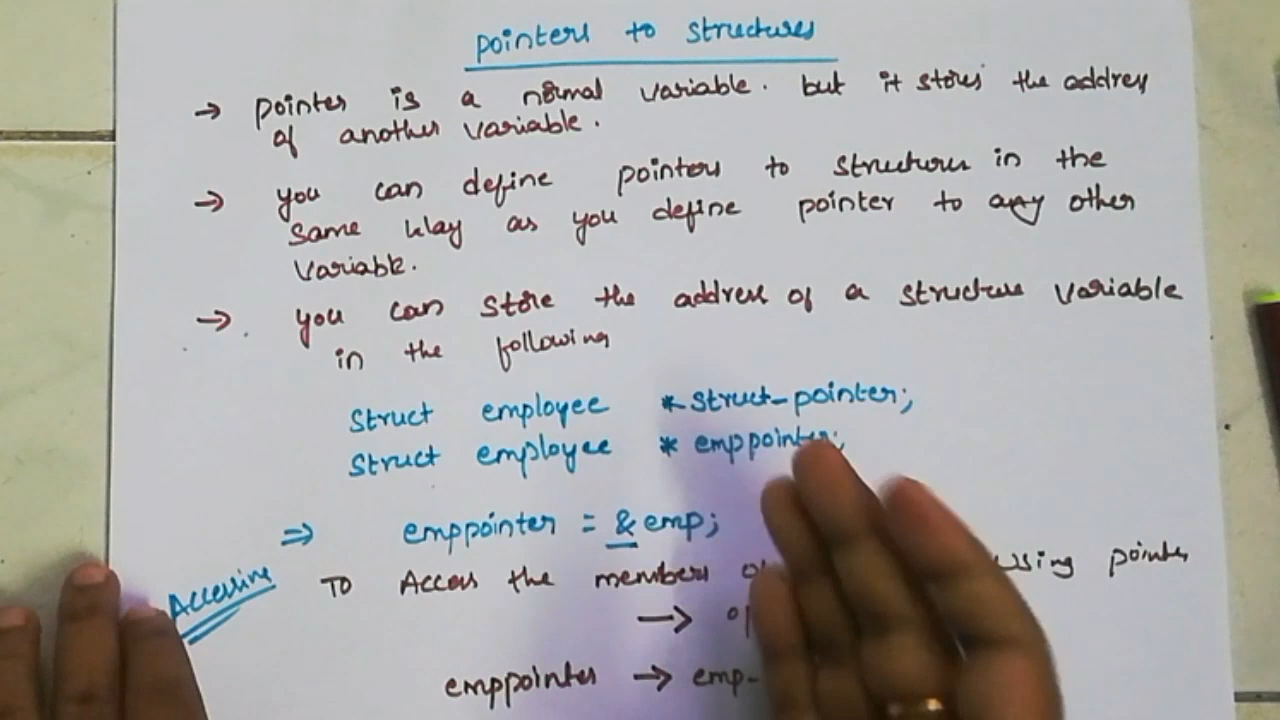 pointers to structures
→ pointer is a normal variable. but it stores the address
of another variable.
→ you can define pointers to structures in the
same way as you define pointer to any other
variable.
→ you can store the address of a structure variable
in the following
struct employee *struct-pointer;
struct employee * emppointer;
⇒ emppointer = &emp;
Accessing
To Access the members using pointer
→
emppointer → emp-